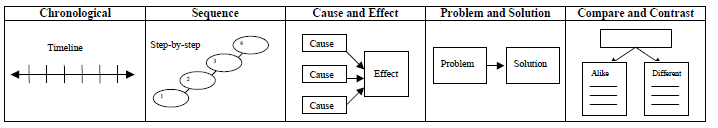 Chronological
Sequence
Cause and Effect
Problem and Solution
Compare and Contrast
Timeline
Step-by-step
1
2
3
4
Cause
Cause
Cause
Effect
Problem
Solution
Alike
Different